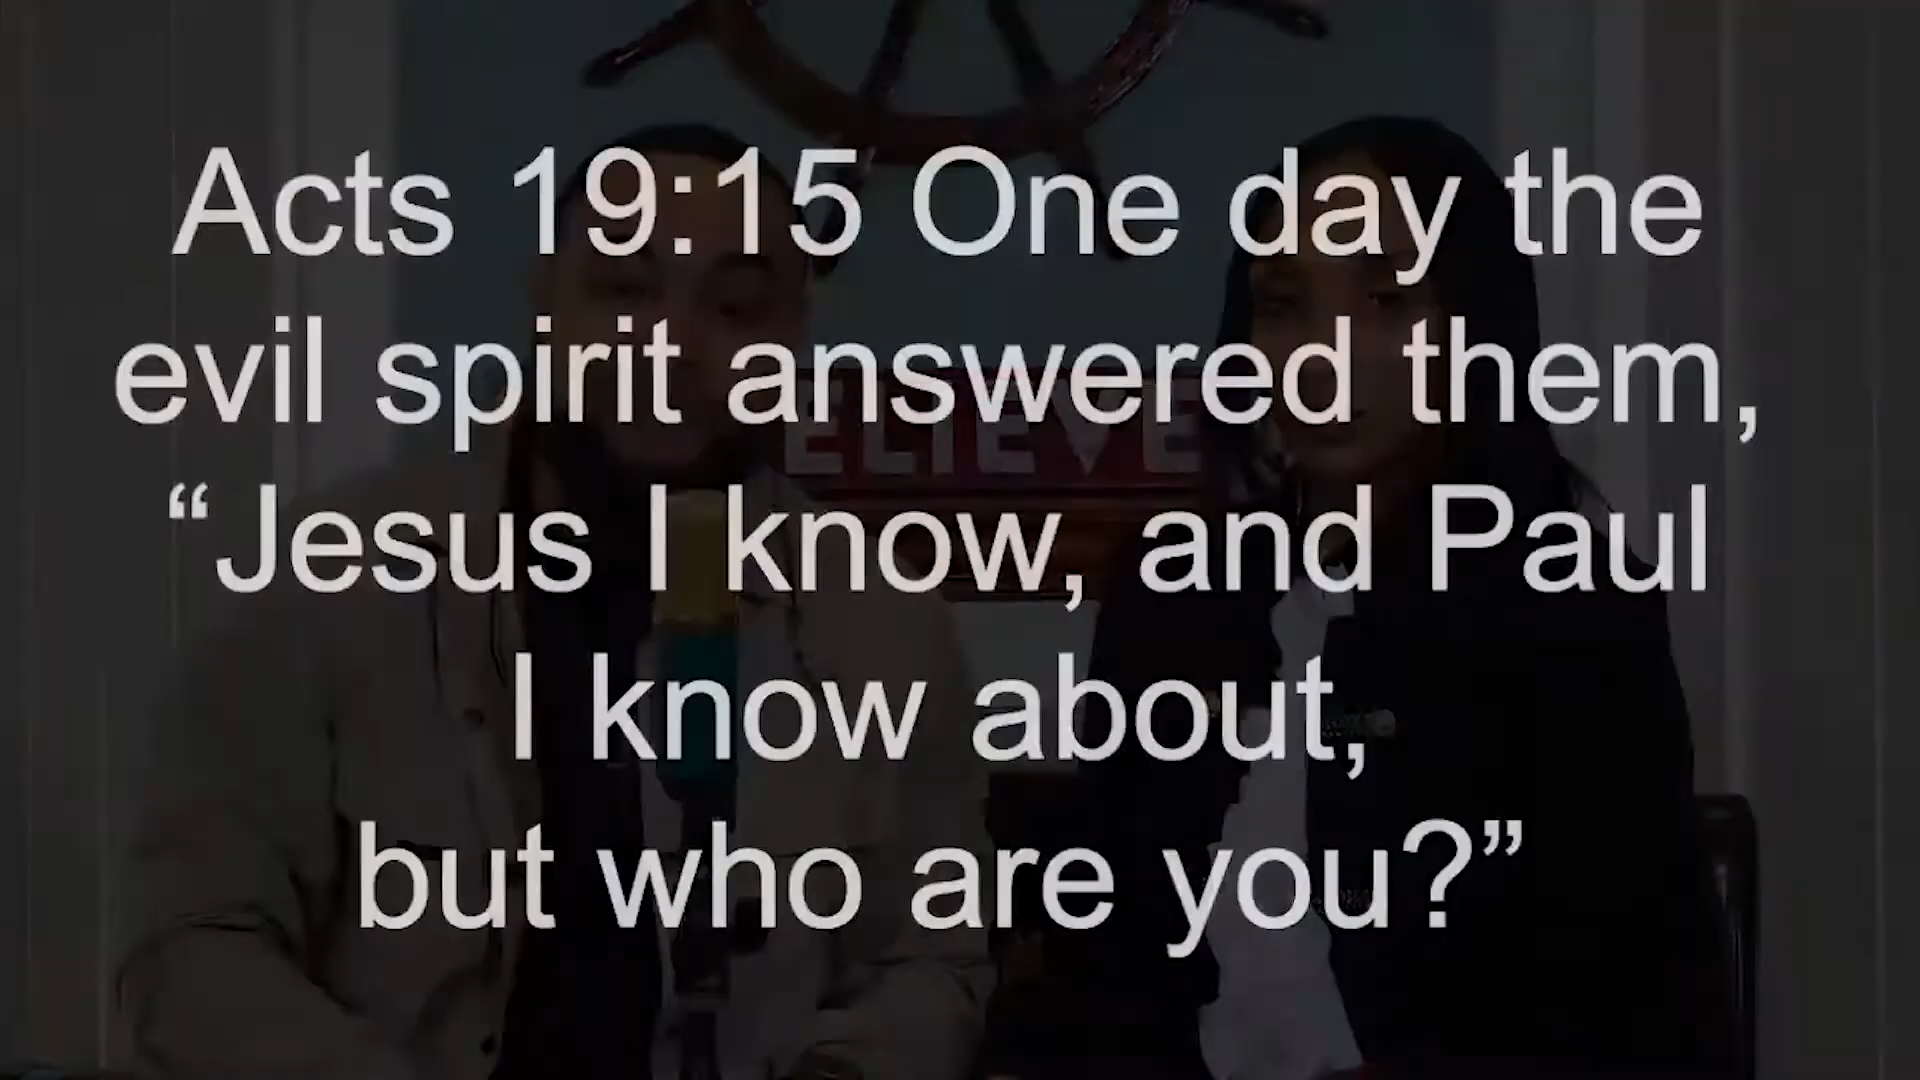 Acts 19:15 One day the
evil spirit answered them,
“Jesus I know, and Paul
I know about,
but who are you?”
ELIEVE